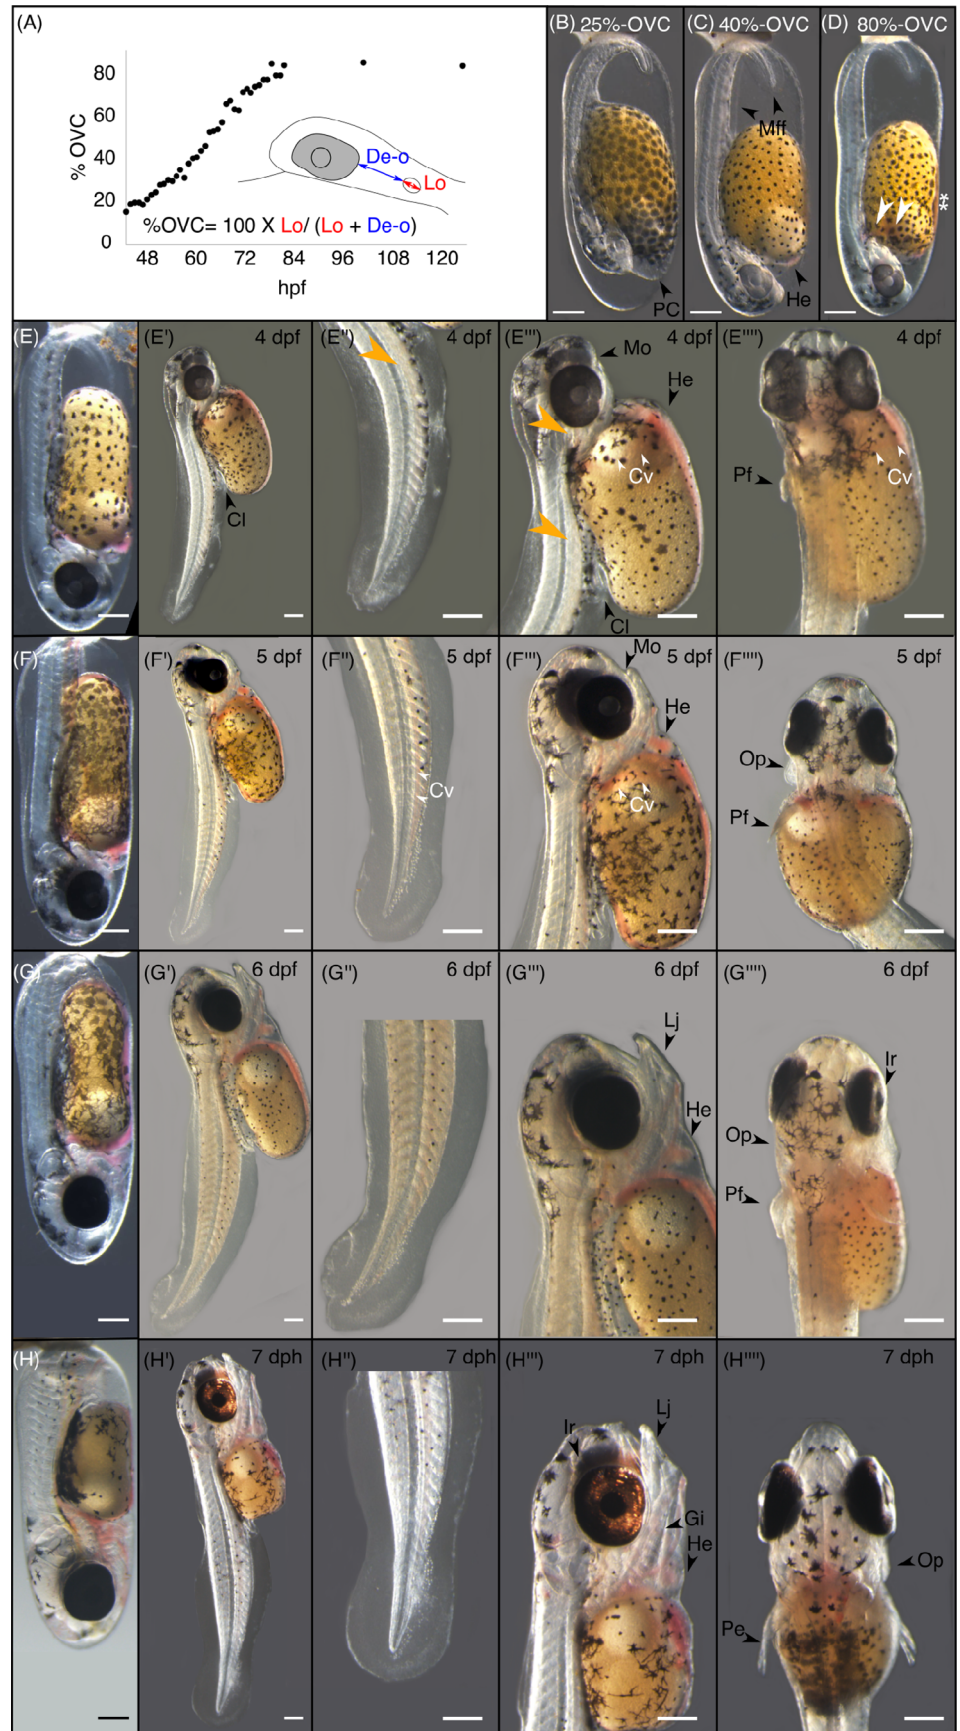 (A)
80
60
40
20
0
% OVC
De-o
Lo
%OVC= 100 X Lo/ (Lo + De-o)
48 60 72 84 96 108 120
hpf
(B) 25%-OVC
PC
(C) 40%-OVC
Mff
He
(D) 80%-OVC
**
(E)
(E') 4 dpf
Cl
(E'') 4 dpf
(E''') 4 dpf
Mo
He
Cv
Cl
(E'''') 4 dpf
Pf
Cv
(F)
(F') 5 dpf
(F'') 5 dpf
Cv
(F''') 5 dpf
Mo
He
Cv
(F'''') 5 dpf
Op
Pf
(G)
(G') 6 dpf
(G'') 6 dpf
(G''') 6 dpf
Lj
He
(G'''') 6 dpf
Ir
Op
Pf
(H)
(H') 7 dph
(H'') 7 dph
(H''') 7 dph
Lj
Ir
Gi
He
(H'''') 7 dph
Op
Pe